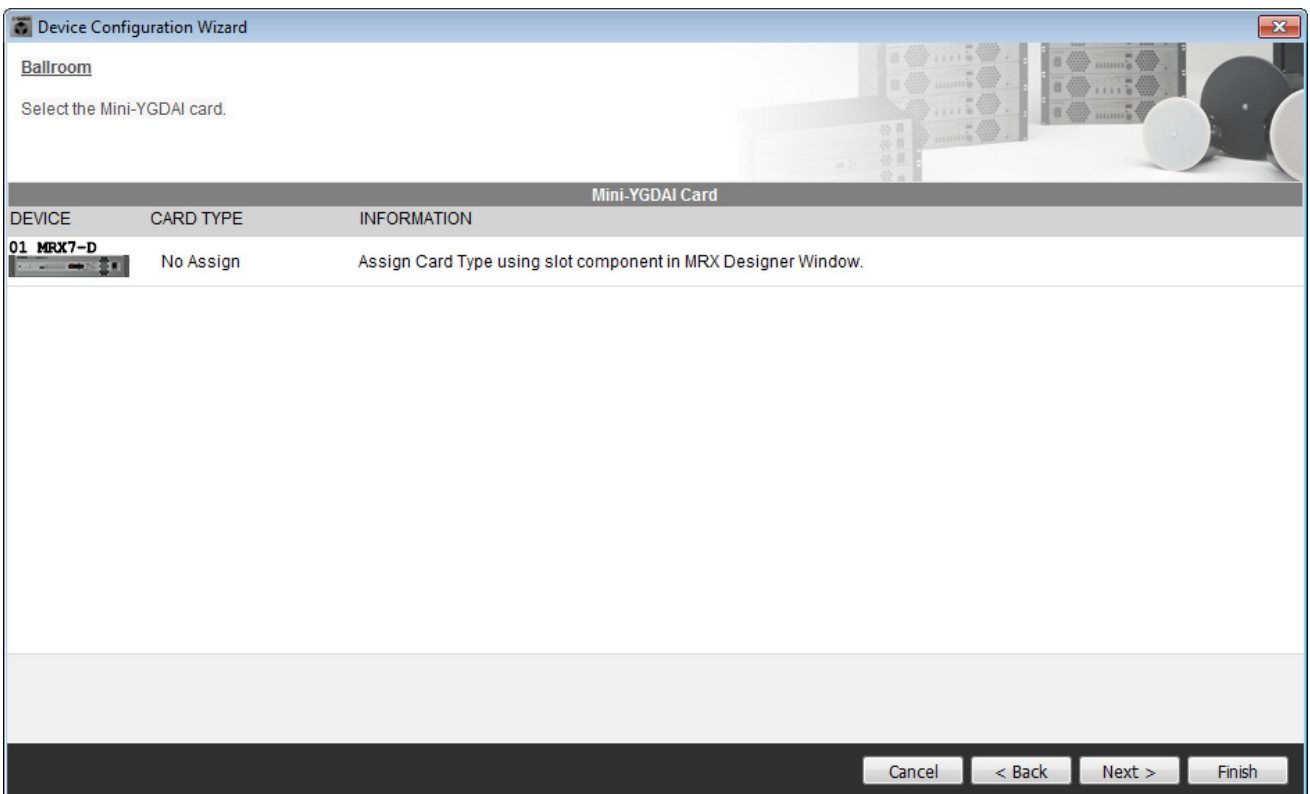 Device Configuration Wizard
Ballroom
Select the Mini-YGDAI card.
Mini-YGDAI Card
DEVICE CARD TYPE INFORMATION
01 MRX7-D
No Assign Assign Card Type using slot component in MRX Designer Window.
Cancel < Back Next > Finish